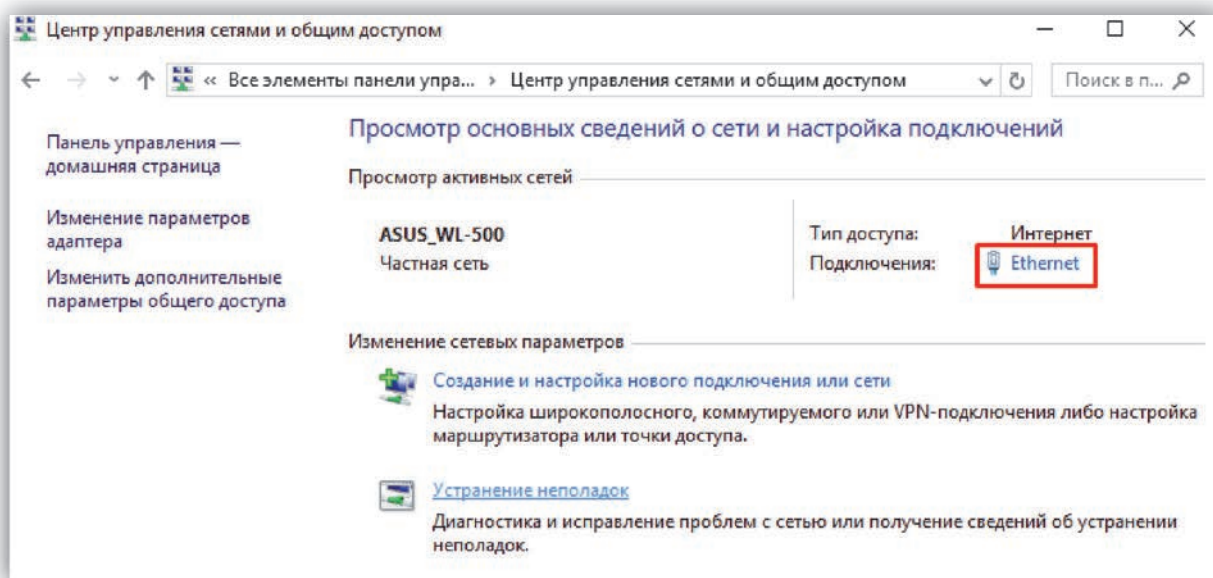 Центр управления сетями и общим доступом
« Все элементы панели упра... › Центр управления сетями и общим доступом
Поиск в п...
Панель управления —
домашняя страница
Изменение параметров
адаптера
Изменить дополнительные
параметры общего доступа
Просмотр основных сведений о сети и настройка подключений
Просмотр активных сетей
ASUS_WL-500
Частная сеть
Тип доступа: Интернет
Подключения: Ethernet
Изменение сетевых параметров
Создание и настройка нового подключения или сети
Настройка широкополосного, коммутируемого или VPN-подключения либо настройка
маршрутизатора или точки доступа.
Устранение неполадок
Диагностика и исправление проблем с сетью или получение сведений об устранении
неполадок.